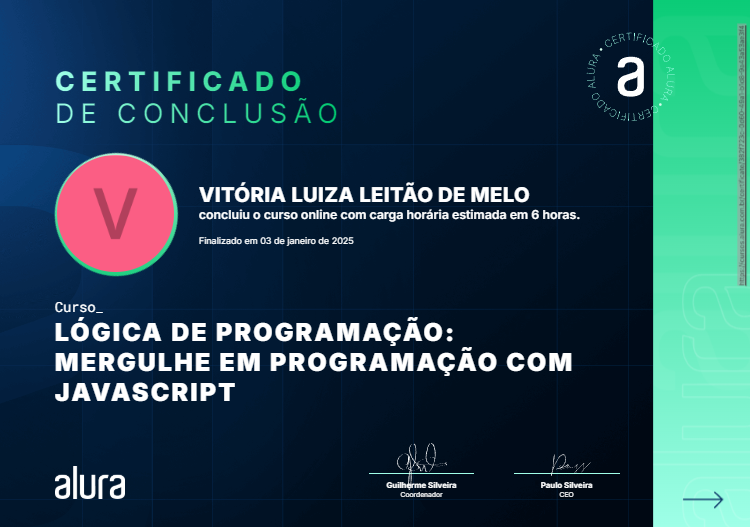 CERTIFICADO
DE CONCLUSÃO
CERTIFICADO ALURA • CERTIFICADO ALURA •
a
V
VITÓRIA LUIZA LEITÃO DE MELO
concluiu o curso online com carga horária estimada em 6 horas.
Finalizado em 03 de janeiro de 2025
Curso_
LÓGICA DE PROGRAMAÇÃO:
MERGULHE EM PROGRAMAÇÃO COM
JAVASCRIPT
alura
Guilherme Silveira
Coordenador
Paulo Silveira
CEO
alura